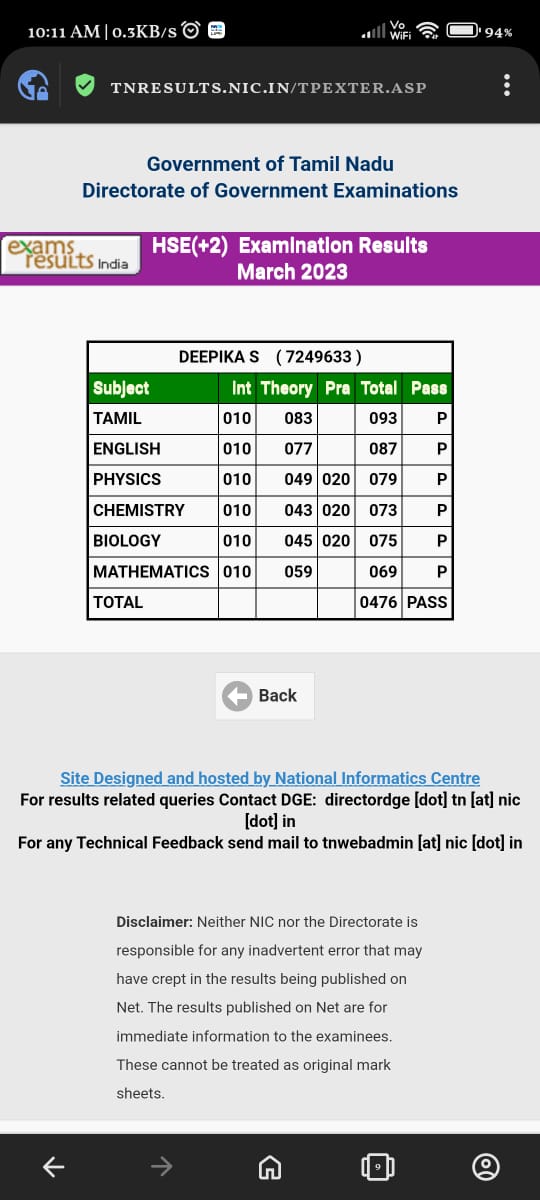 10:11 AM | 0.3KB/s
Vo
WiFi
94%
TNRESULTS.NIC.IN/TPEXTER.ASP
Government of Tamil Nadu
Directorate of Government Examinations
exams
results India
HSE(+2) Examination Results
March 2023
DEEPIKA S ( 7249633 )
Subject Int Theory Pra Total Pass
TAMIL 010 083 093 P
ENGLISH 010 077 087 P
PHYSICS 010 049 020 079 P
CHEMISTRY 010 043 020 073 P
BIOLOGY 010 045 020 075 P
MATHEMATICS 010 059 069 P
TOTAL 0476 PASS
Back
Site Designed and hosted by National Informatics Centre
For results related queries Contact DGE: directordge [dot] tn [at] nic
[dot] in
For any Technical Feedback send mail to tnwebadmin [at] nic [dot] in
Disclaimer: Neither NIC nor the Directorate is
responsible for any inadvertent error that may
have crept in the results being published on
Net. The results published on Net are for
immediate information to the examinees.
These cannot be treated as original mark
sheets.
9